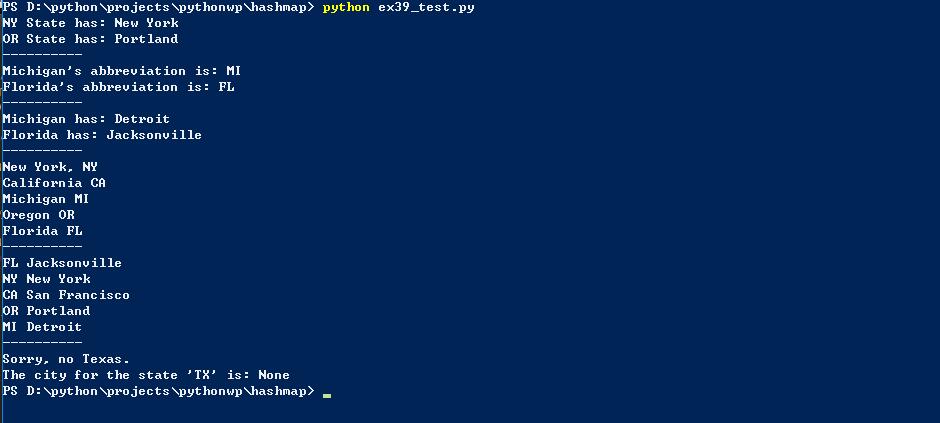 PS D:\python\projects\pythonwp\hashmap> python ex39_test.py
NY State has: New York
OR State has: Portland
----------
Michigan's abbreviation is: MI
Florida's abbreviation is: FL
----------
Michigan has: Detroit
Florida has: Jacksonville
----------
New York, NY
California CA
Michigan MI
Oregon OR
Florida FL
----------
FL Jacksonville
NY New York
CA San Francisco
OR Portland
MI Detroit
----------
Sorry, no Texas.
The city for the state 'TX' is: None
PS D:\python\projects\pythonwp\hashmap>